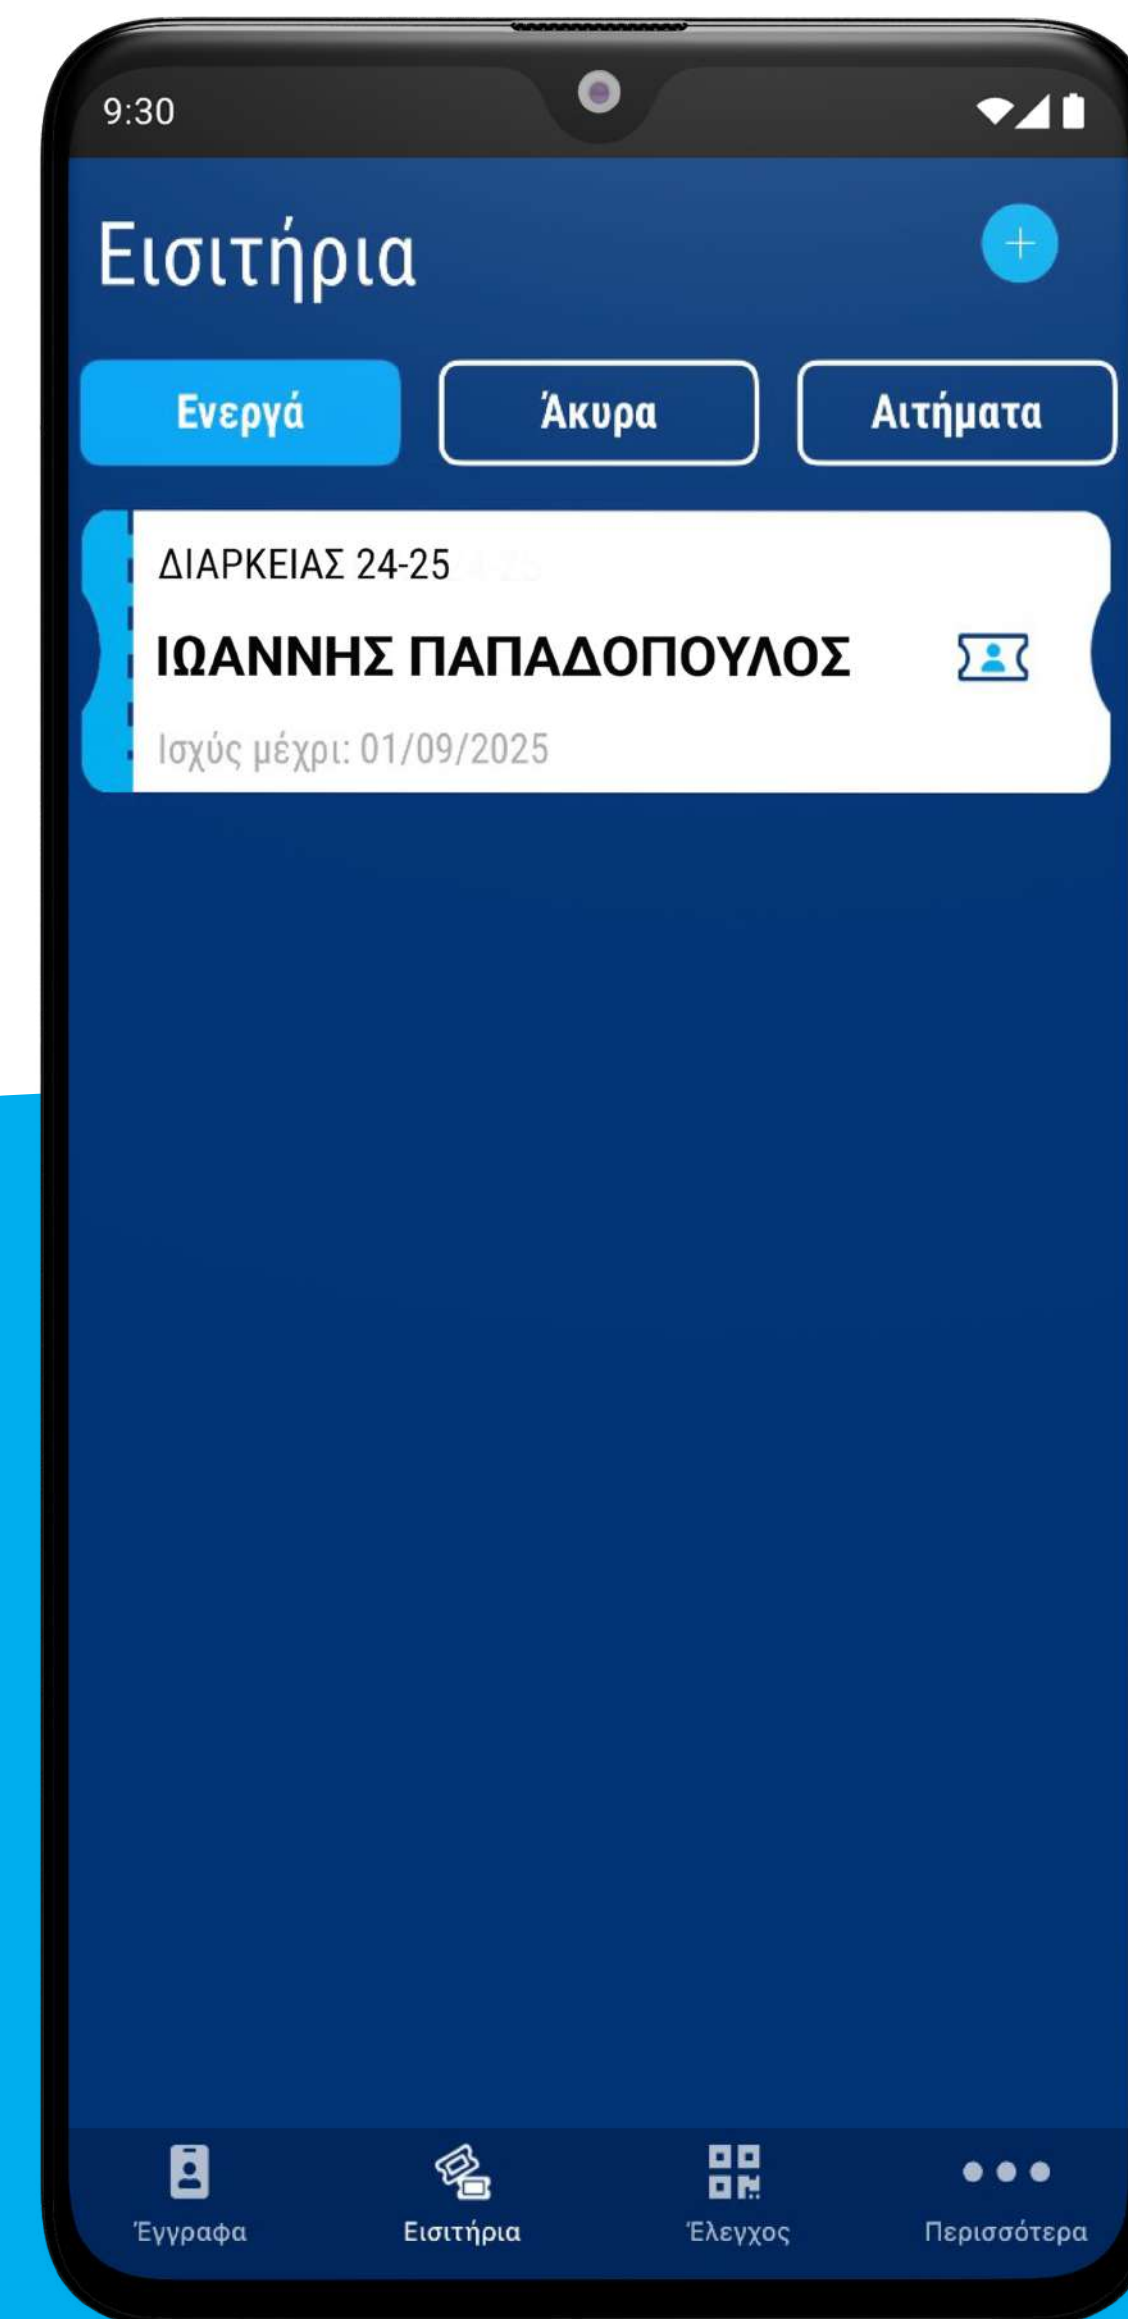 9:30
Εισιτήρια
Ενεργά Άκυρα Αιτήματα
ΔΙΑΡΚΕΙΑΣ 24-25
ΙΩΑΝΝΗΣ ΠΑΠΑΔΟΠΟΥΛΟΣ
Ισχύς μέχρι: 01/09/2025
Έγγραφα Εισιτήρια Έλεγχος Περισσότερα